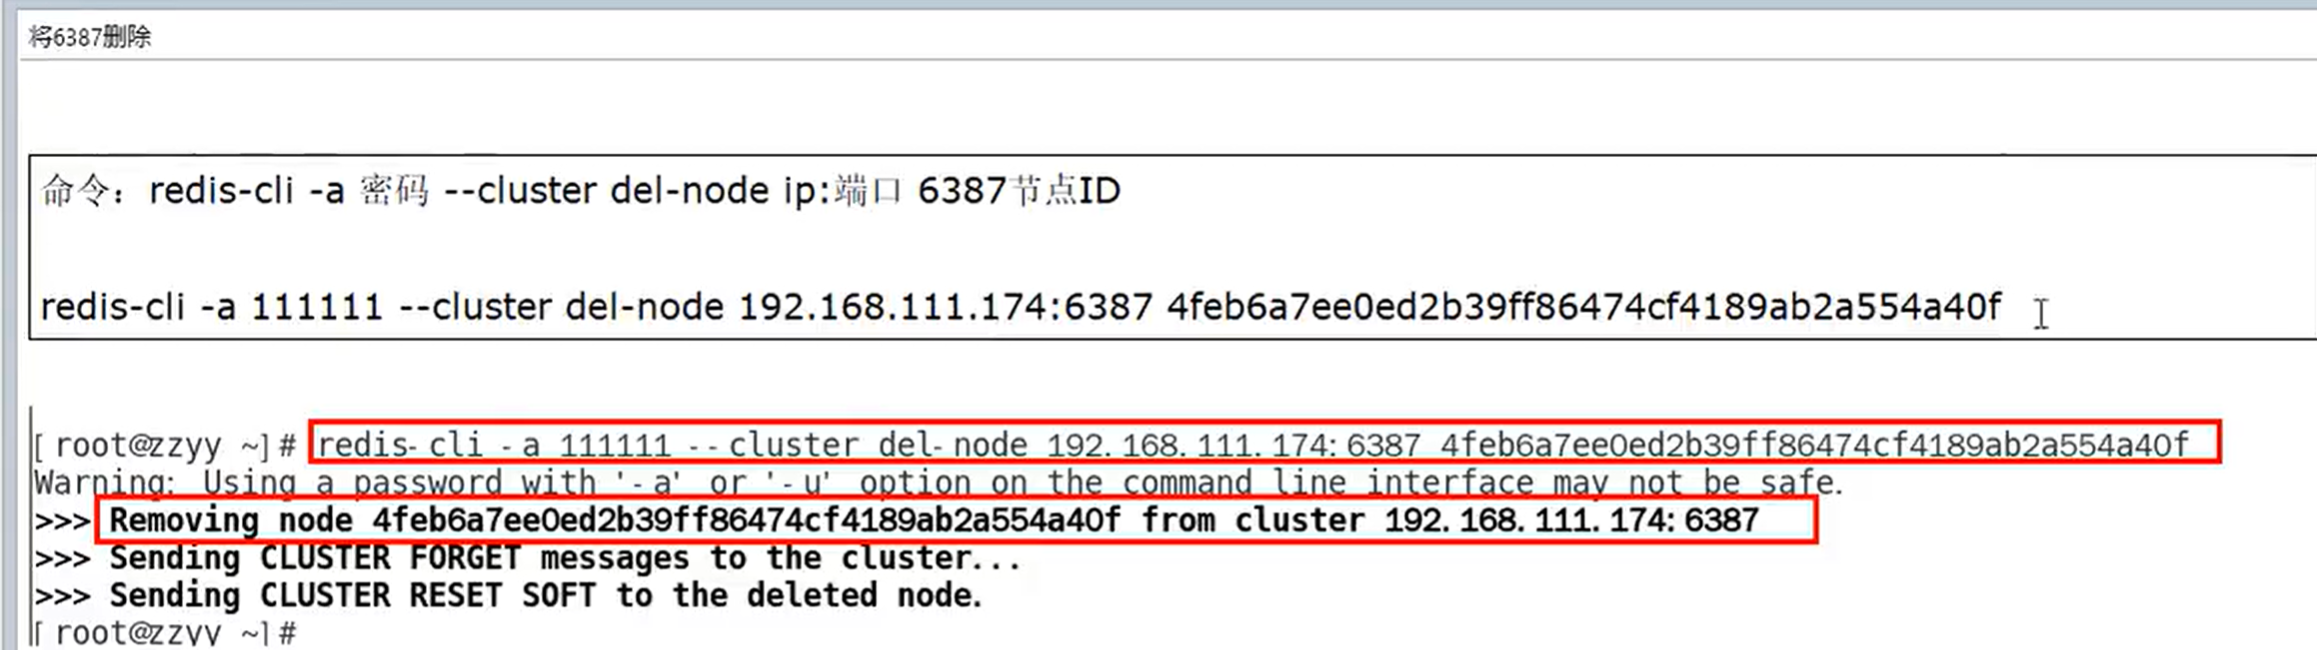 将6387删除
命令：redis-cli -a 密码 --cluster del-node ip:端口 6387节点ID
redis-cli -a 111111 --cluster del-node 192.168.111.174:6387 4feb6a7ee0ed2b39ff86474cf4189ab2a554a40f
[root@zzyy ~]# redis-cli -a 111111 --cluster del-node 192.168.111.174:6387 4feb6a7ee0ed2b39ff86474cf4189ab2a554a40f
Warning: Using a password with '-a' or '-u' option on the command line interface may not be safe.
>>> Removing node 4feb6a7ee0ed2b39ff86474cf4189ab2a554a40f from cluster 192.168.111.174:6387
>>> Sending CLUSTER FORGET messages to the cluster...
>>> Sending CLUSTER RESET SOFT to the deleted node.
[root@zzyy ~]#